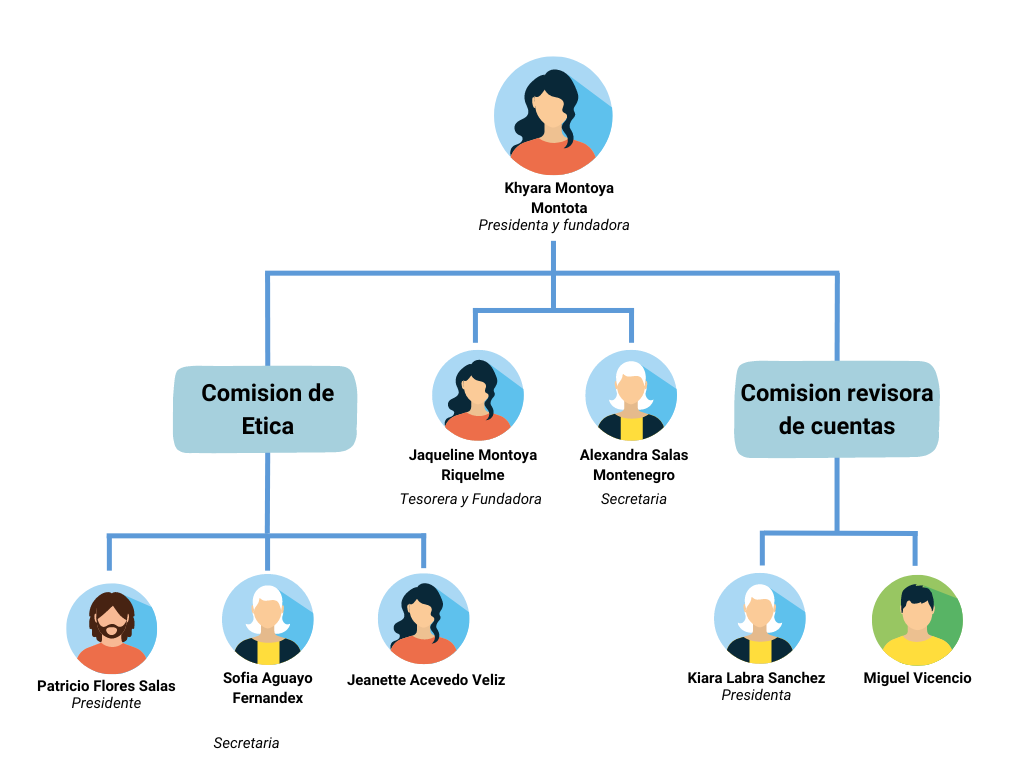 Khyara Montoya
Montota
Presidenta y fundadora
Comision de
Etica
Jaqueline Montoya
Riquelme
Tesorera y Fundadora
Alexandra Salas
Montenegro
Secretaria
Comision revisora
de cuentas
Patricio Flores Salas
Presidente
Sofia Aguayo
Fernandex
Secretaria
Jeanette Acevedo Veliz
Kiara Labra Sanchez
Presidenta
Miguel Vicencio